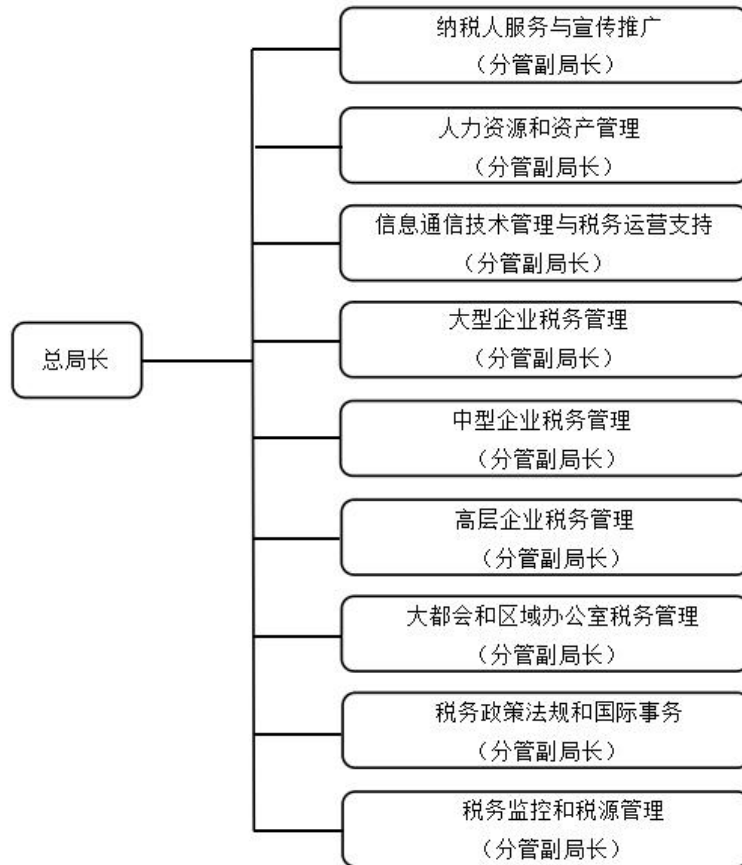 纳税人服务与宣传推广
（分管副局长）
人力资源和资产管理
（分管副局长）
信息通信技术管理与税务运营支持
（分管副局长）
大型企业税务管理
（分管副局长）
总局长
中型企业税务管理
（分管副局长）
高层企业税务管理
（分管副局长）
大都会和区域办公室税务管理
（分管副局长）
税务政策法规和国际事务
（分管副局长）
税务监控和税源管理
（分管副局长）